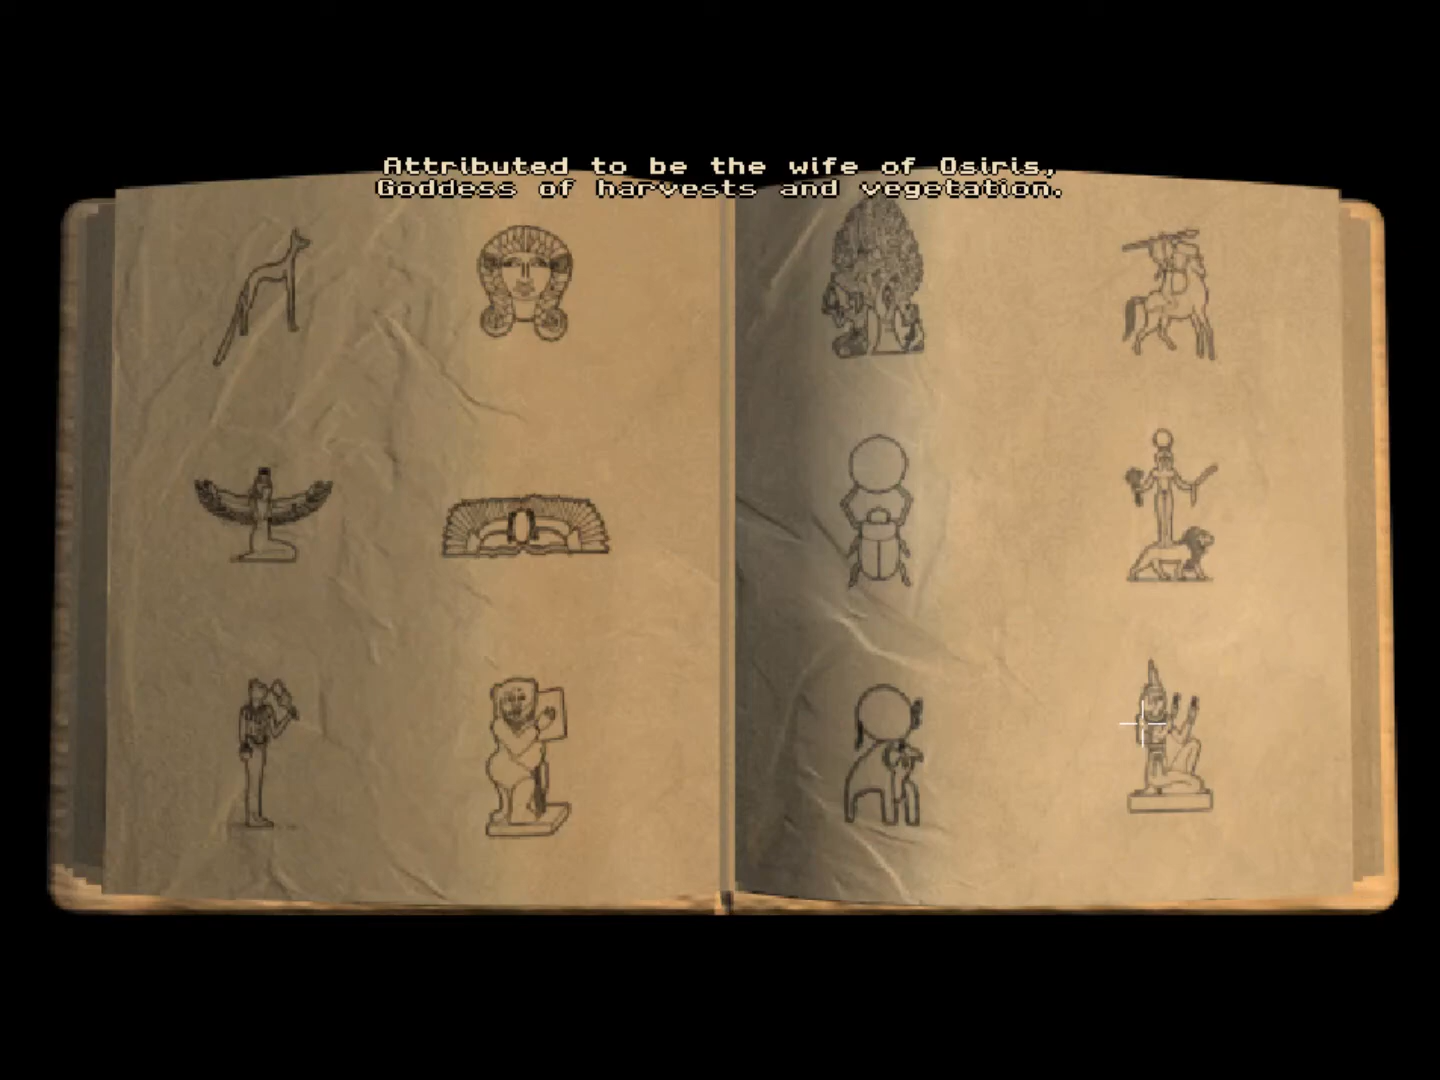 Attributed to be the wife of Osiris,
Goddess of harvests and vegetation.